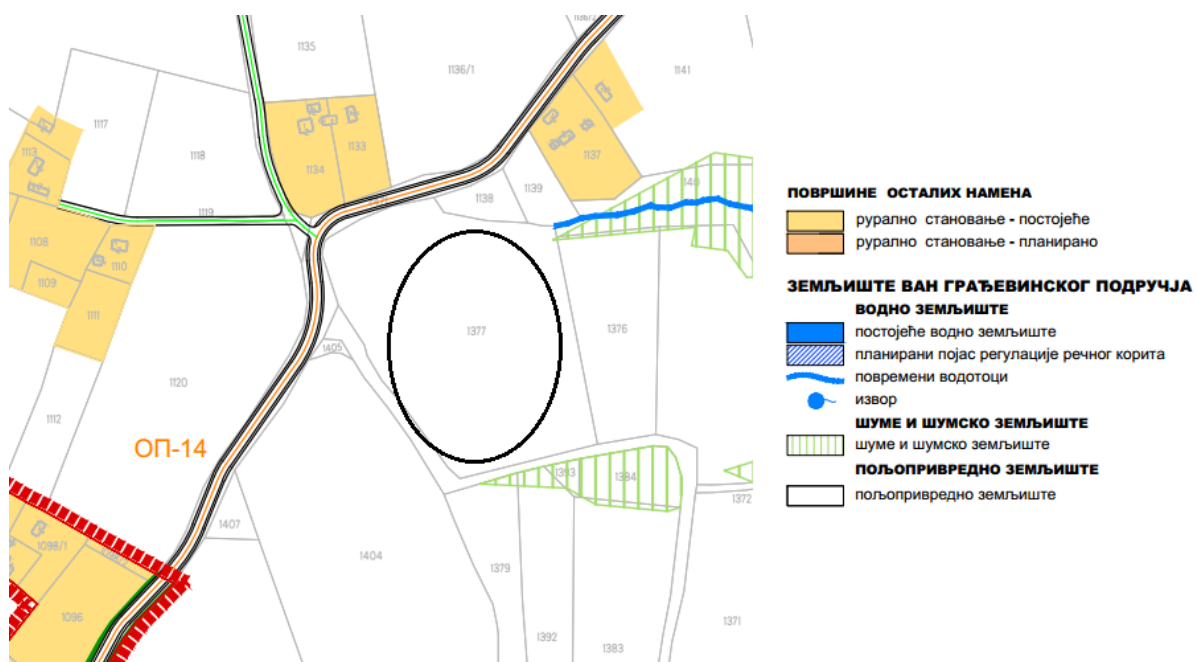 1135
1136/2
1136/1
1141
1117
1113
1118
1134
1133
1137
1119
1138
1139
1108
1110
1109
1111
1377
1376
1405
1120
1112
ОП-14
1393
1384
1372
1407
1098/1
1404
1379
1096
1392
1383
1371
ПОВРШИНЕ ОСТАЛИХ НАМЕНА
рурално становање - постојеће
рурално становање - планирано
ЗЕМЉИШТЕ ВАН ГРАЂЕВИНСКОГ ПОДРУЧЈА
ВОДНО ЗЕМЉИШТЕ
постојеће водно земљиште
планирани појас регулације речног корита
повремени водотоци
извор
ШУМЕ И ШУМСКО ЗЕМЉИШТЕ
шуме и шумско земљиште
ПОЉОПРИВРЕДНО ЗЕМЉИШТЕ
пољопривредно земљиште